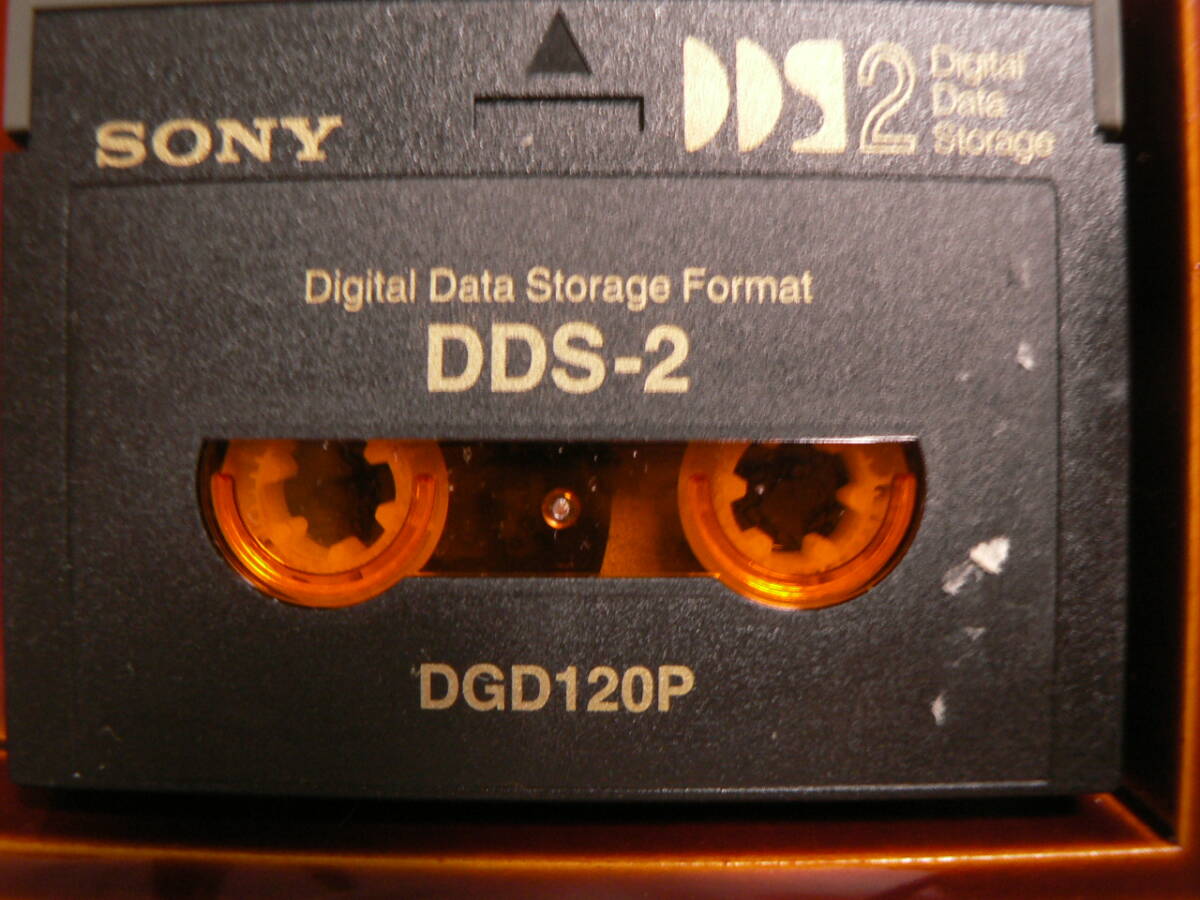 SONY
DDS2
Digital
Data
Storage
Digital Data Storage Format
DDS-2
DGD120P